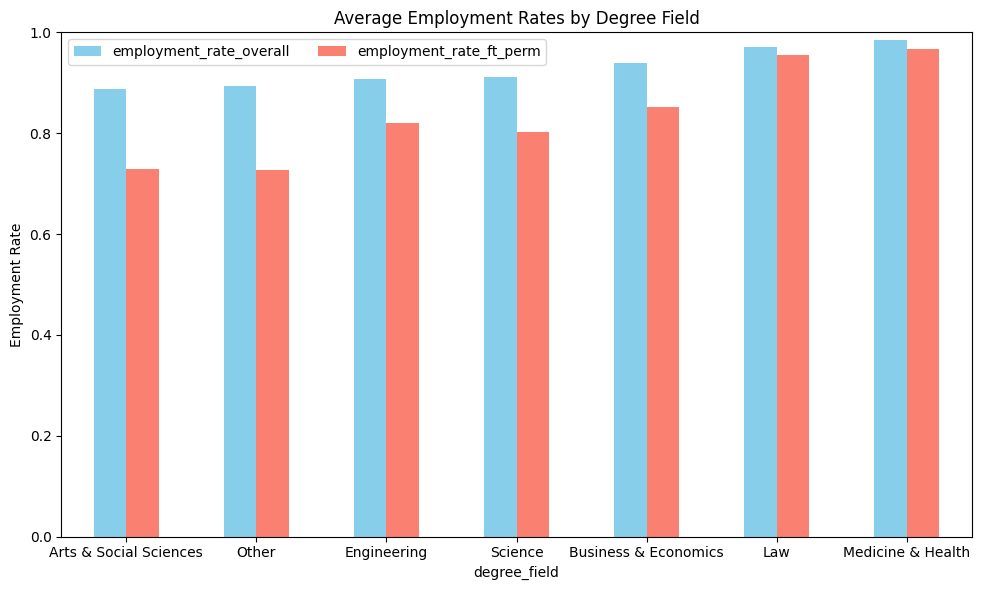 Average Employment Rates by Degree Field
employment_rate_overall employment_rate_ft_perm
Employment Rate
1.0
0.8
0.6
0.4
0.2
0.0
Arts & Social Sciences Other Engineering Science Business & Economics Law Medicine & Health
degree_field